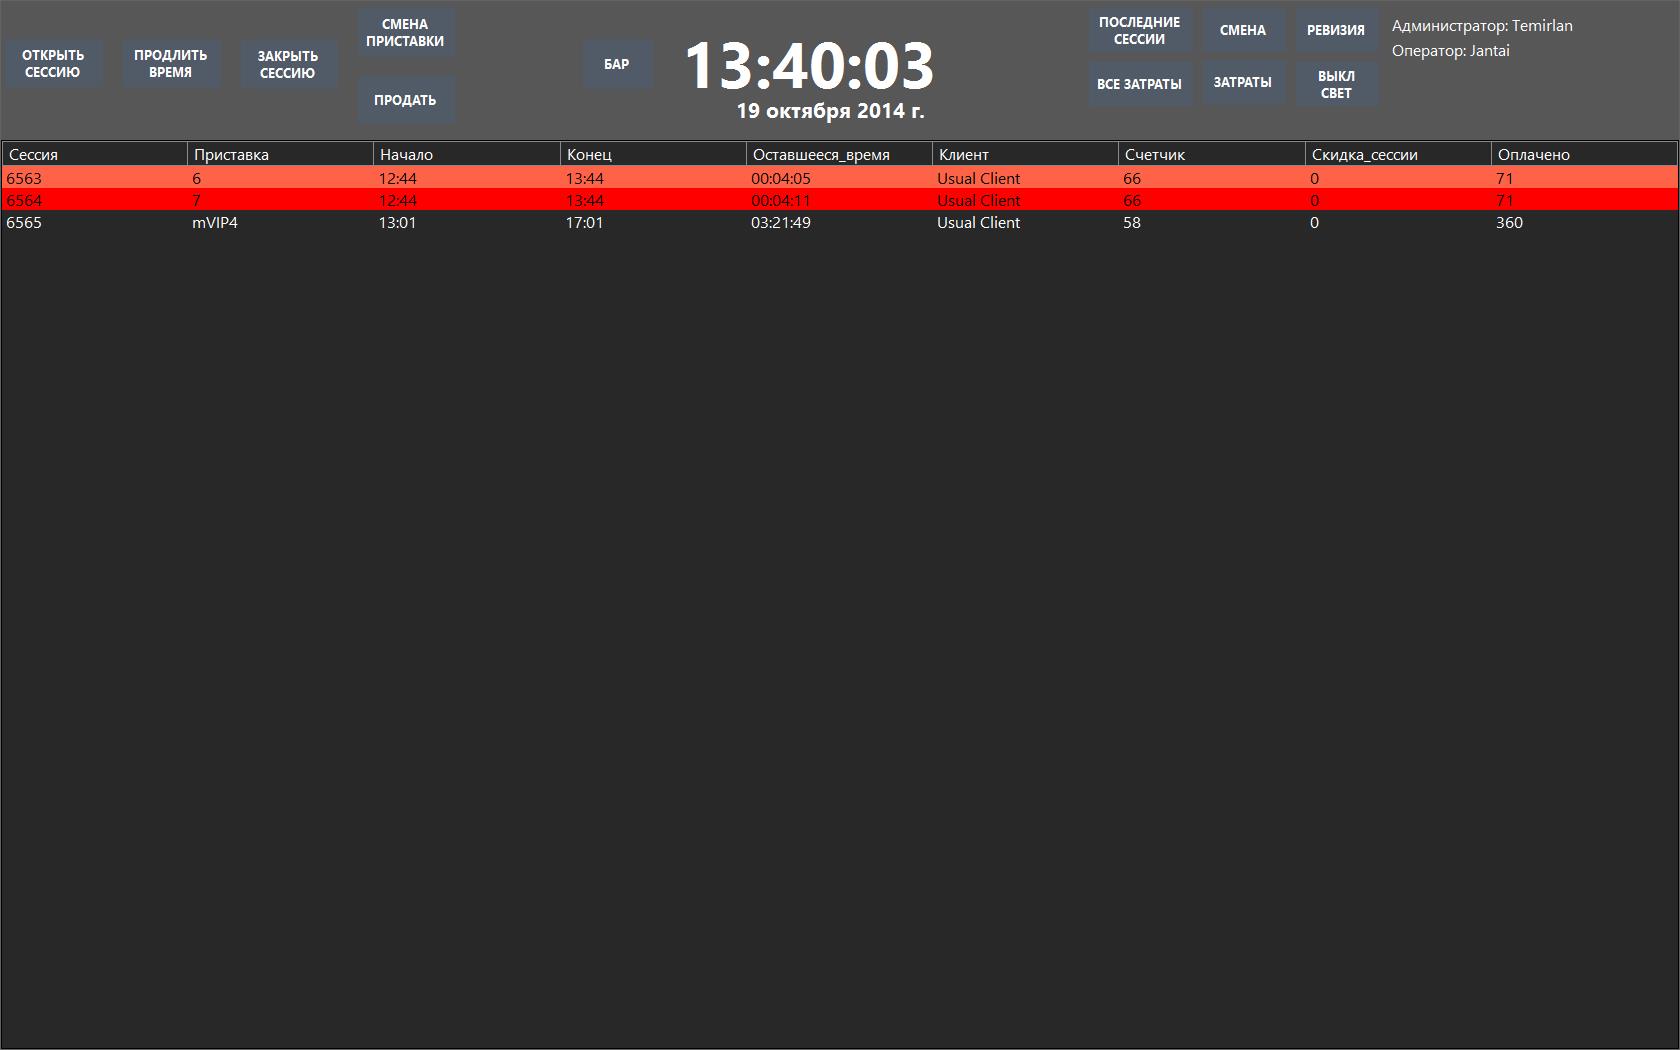 ОТКРЫТЬ
СЕССИЮ
ПРОДЛИТЬ
ВРЕМЯ
ЗАКРЫТЬ
СЕССИЮ
СМЕНА
ПРИСТАВКИ
ПРОДАТЬ
БАР
13:40:03
19 октября 2014 г.
ПОСЛЕДНИЕ
СЕССИИ
СМЕНА
РЕВИЗИЯ
ВСЕ ЗАТРАТЫ
ЗАТРАТЫ
ВЫКЛ
СВЕТ
Администратор: Temirlan
Оператор: Jantai
Сессия Приставка Начало Конец Оставшееся_время Клиент Счетчик Скидка_сессии Оплачено
6563 6 12:44 13:44 00:04:05 Usual Client 66 0 71
6564 7 12:44 13:44 00:04:11 Usual Client 66 0 71
6565 mVIP4 13:01 17:01 03:21:49 Usual Client 58 0 360